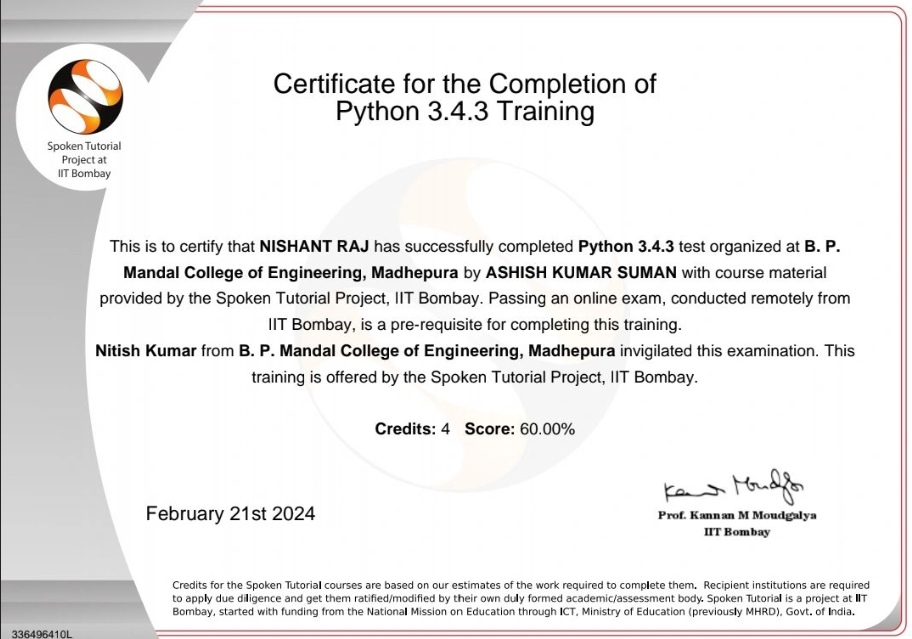 Certificate for the Completion of
Python 3.4.3 Training
Spoken Tutorial
Project at
IIT Bombay
This is to certify that NISHANT RAJ has successfully completed Python 3.4.3 test organized at B. P.
Mandal College of Engineering, Madhepura by ASHISH KUMAR SUMAN with course material
provided by the Spoken Tutorial Project, IIT Bombay. Passing an online exam, conducted remotely from
IIT Bombay, is a pre-requisite for completing this training.
Nitish Kumar from B. P. Mandal College of Engineering, Madhepura invigilated this examination. This
training is offered by the Spoken Tutorial Project, IIT Bombay.
Credits: 4 Score: 60.00%
February 21st 2024
Prof. Kannan M Moudgalya
IIT Bombay
Credits for the Spoken Tutorial courses are based on our estimates of the work required to complete them. Recipient institutions are required
to apply due diligence and get them ratified/modified by their own duly formed academic/assessment body. Spoken Tutorial is a project at IIT
Bombay, started with funding from the National Mission on Education through ICT, Ministry of Education (previously MHRD), Govt. of India.
336496410L